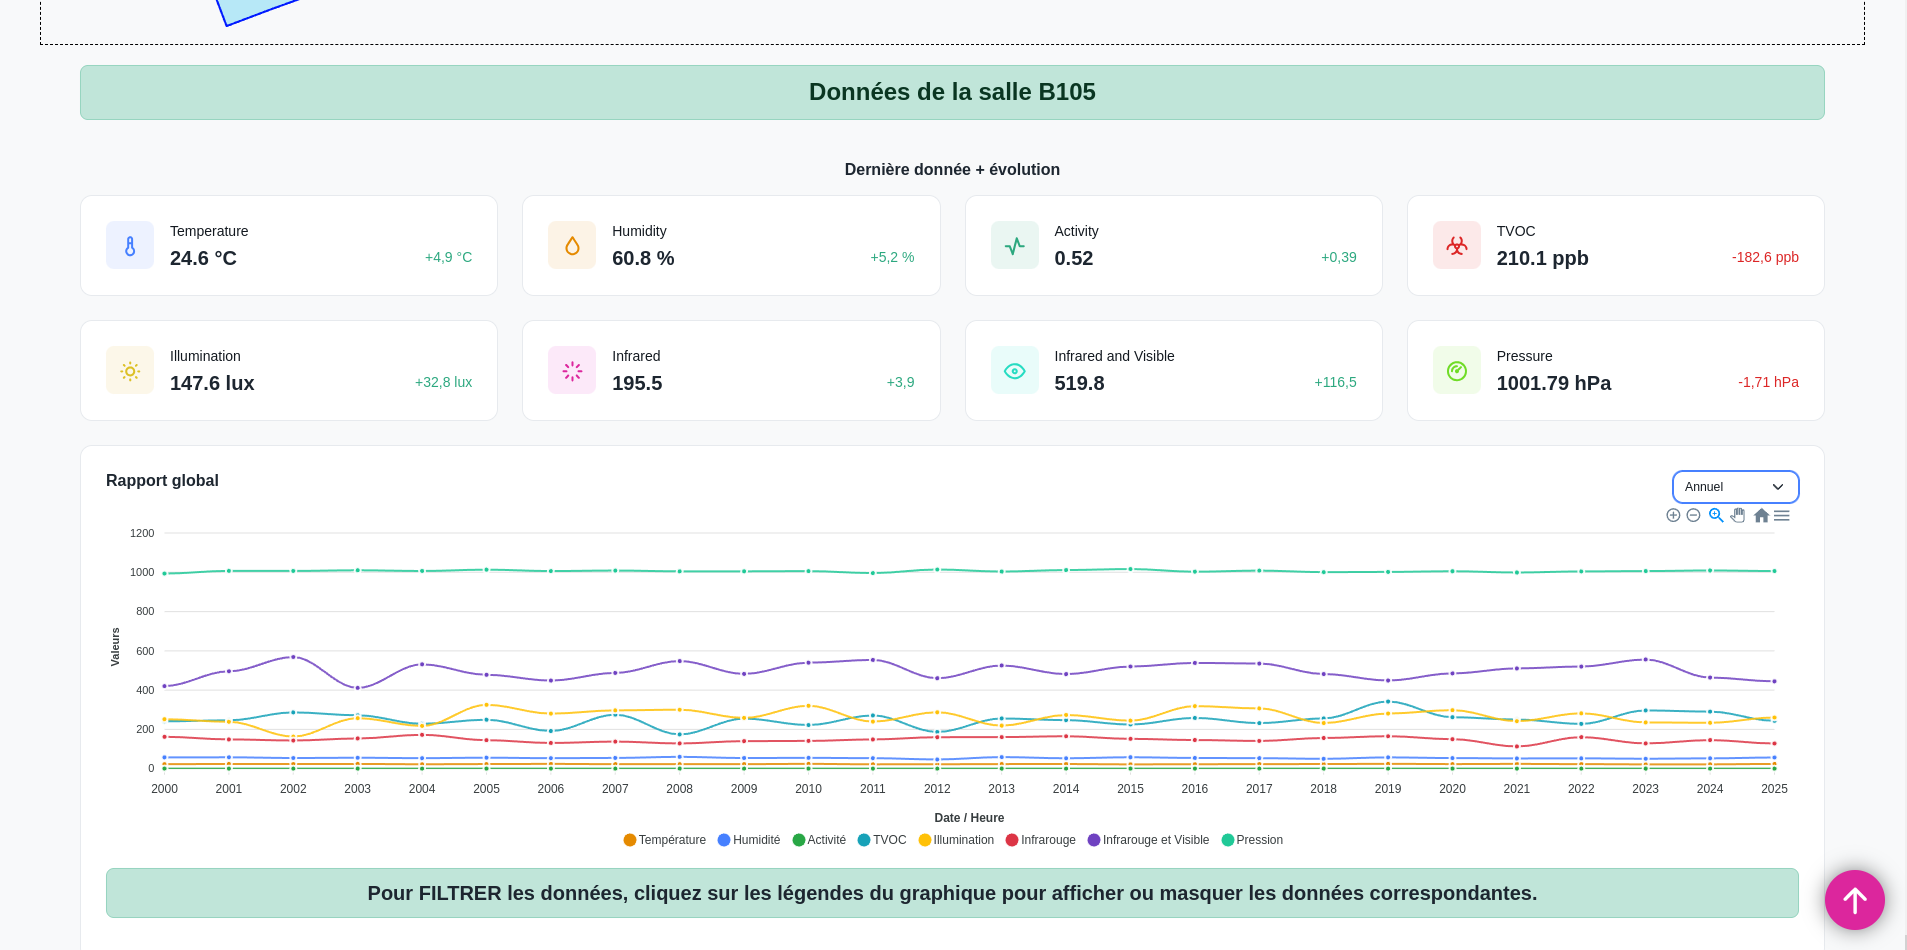 Données de la salle B105
Dernière donnée + évolution
Temperature
24.6 °C
+4,9 °C
Humidity
60.8 %
+5,2 %
Activity
0.52
+0,39
TVOC
210.1 ppb
-182,6 ppb
Illumination
147.6 lux
+32,8 lux
Infrared
195.5
+3,9
Infrared and Visible
519.8
+116,5
Pressure
1001.79 hPa
-1,71 hPa
Rapport global
Annuel
1200
1000
800
600
400
200
0
Valeurs
2000 2001 2002 2003 2004 2005 2006 2007 2008 2009 2010 2011 2012 2013 2014 2015 2016 2017 2018 2019 2020 2021 2022 2023 2024 2025
Date / Heure
Température Humidité Activité TVOC Illumination Infrarouge Infrarouge et Visible Pression
Pour FILTRER les données, cliquez sur les légendes du graphique pour afficher ou masquer les données correspondantes.